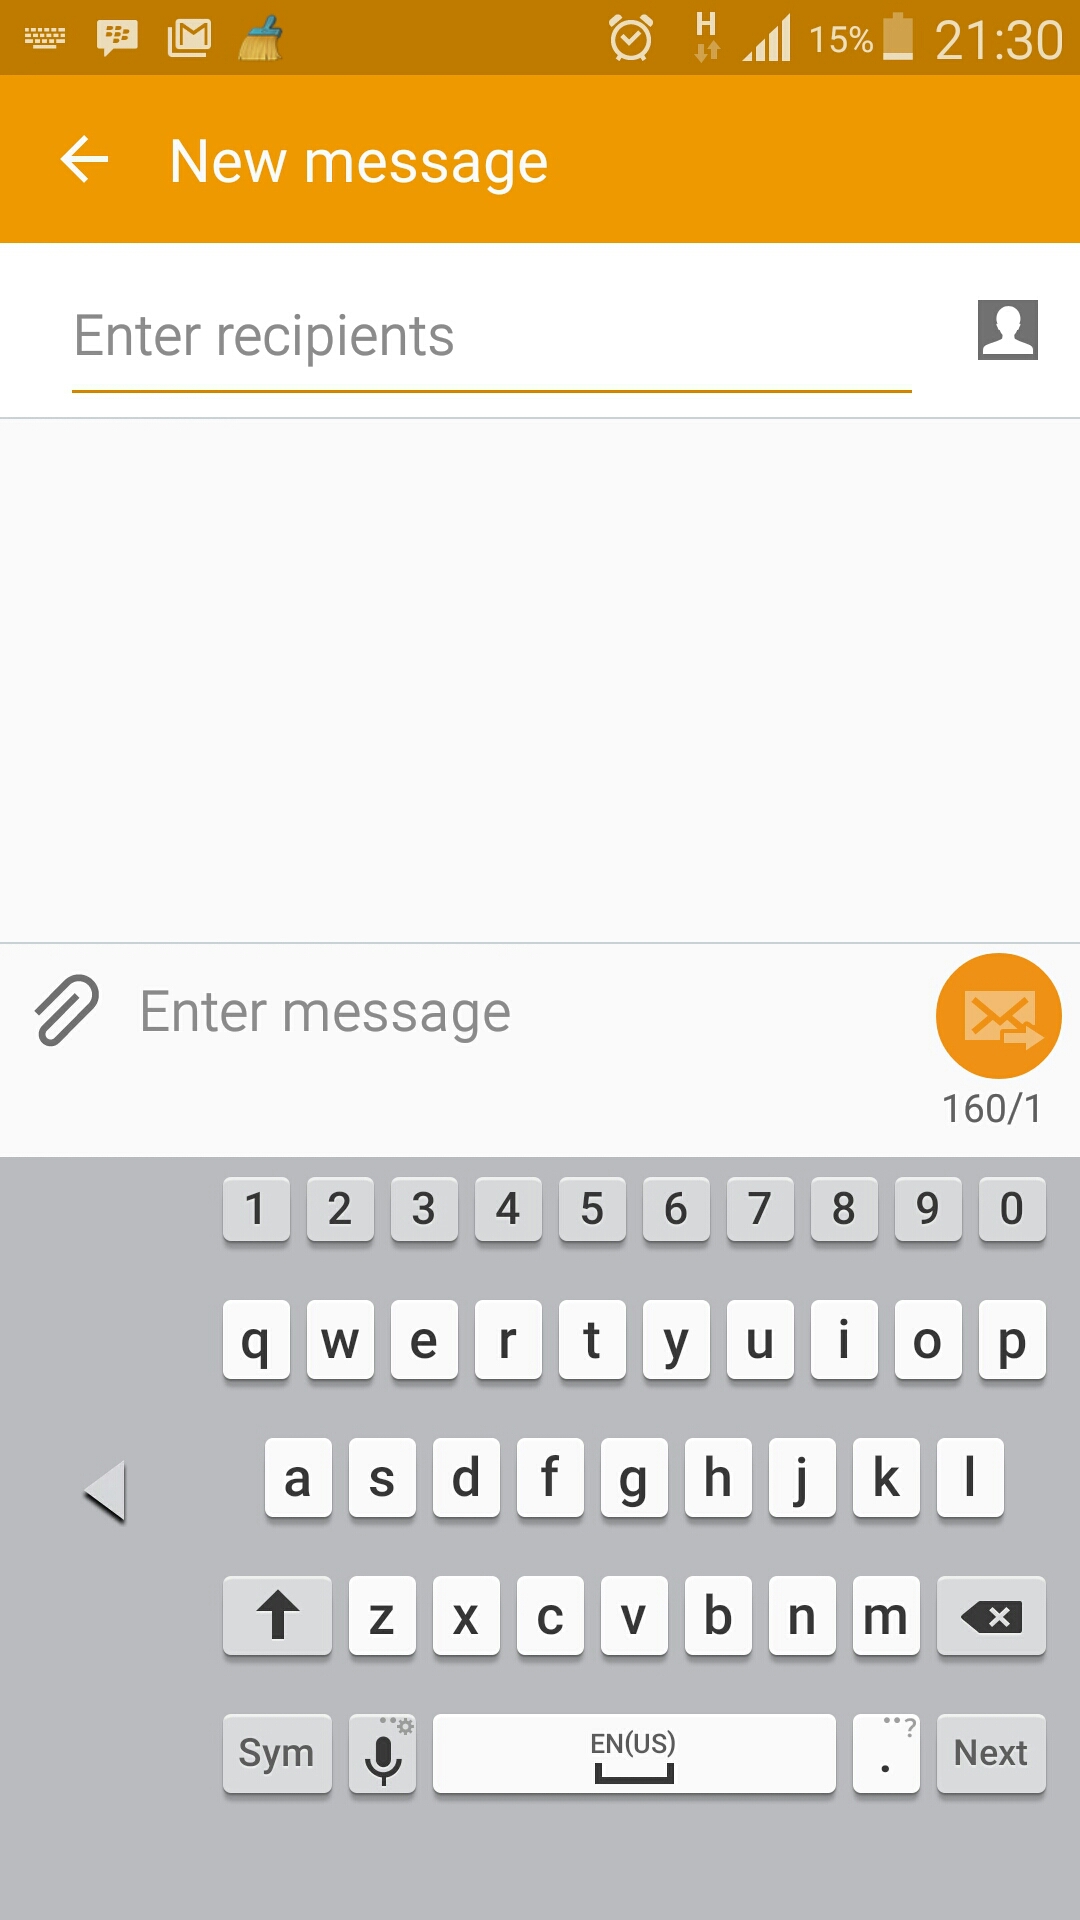 H 15% 21:30
New message
Enter recipients
Enter message
160/1
1 2 3 4 5 6 7 8 9 0
q w e r t y u i o p
a s d f g h j k l
z x c v b n m
Sym EN(US) . ? Next